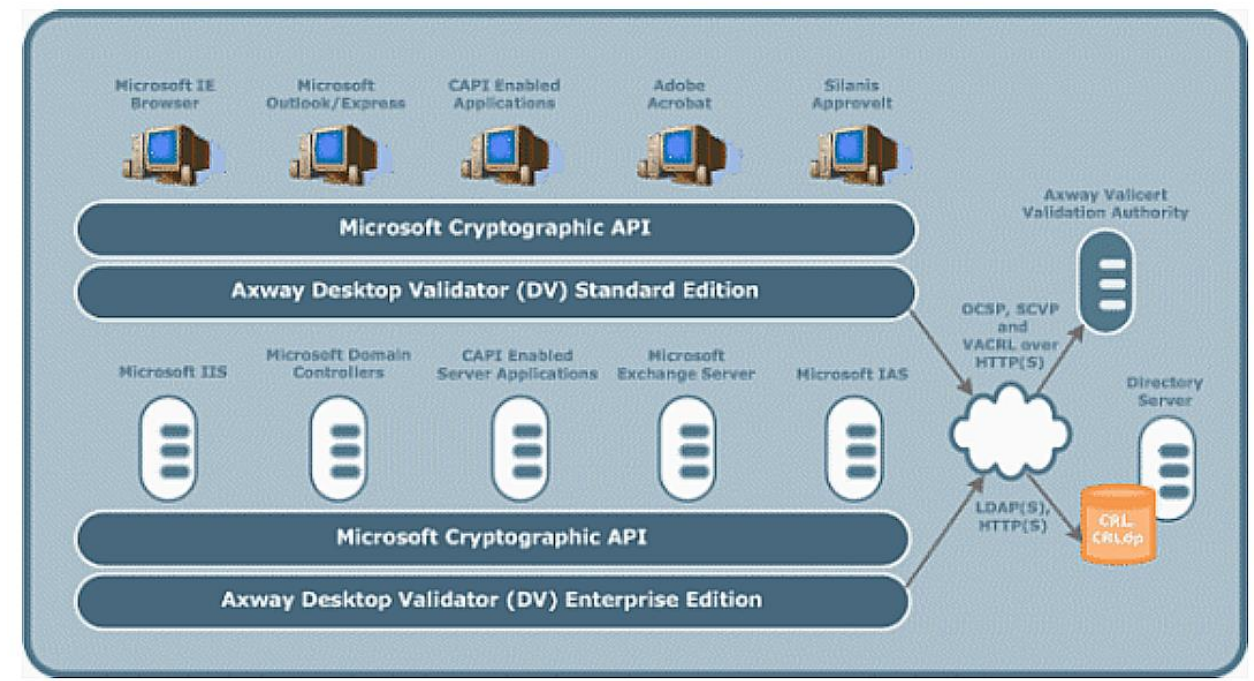 Microsoft IE
Browser
Microsoft
Outlook/Express
CAPI Enabled
Applications
Adobe
Acrobat
Silanis
ApproveIt
Microsoft Cryptographic API
Axway Desktop Validator (DV) Standard Edition
Axway Valicert
Validation Authority
OCSP, SCVP
and
VACRL over
HTTP(S)
Microsoft IIS
Microsoft Domain
Controllers
CAPI Enabled
Server Applications
Microsoft
Exchange Server
Microsoft IAS
Directory
Server
LDAP(S),
HTTP(S)
CRL,
CRLdp
Microsoft Cryptographic API
Axway Desktop Validator (DV) Enterprise Edition